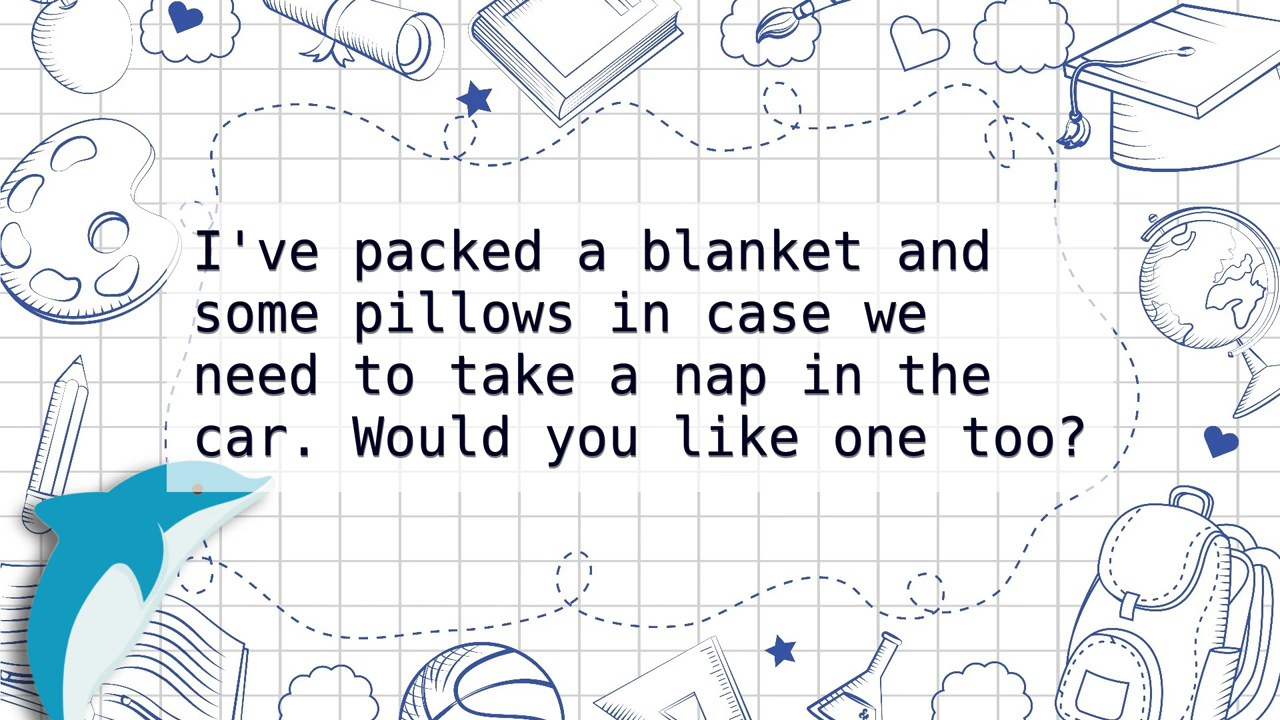 I've packed a blanket and
some pillows in case we
need to take a nap in the
car. Would you like one too?